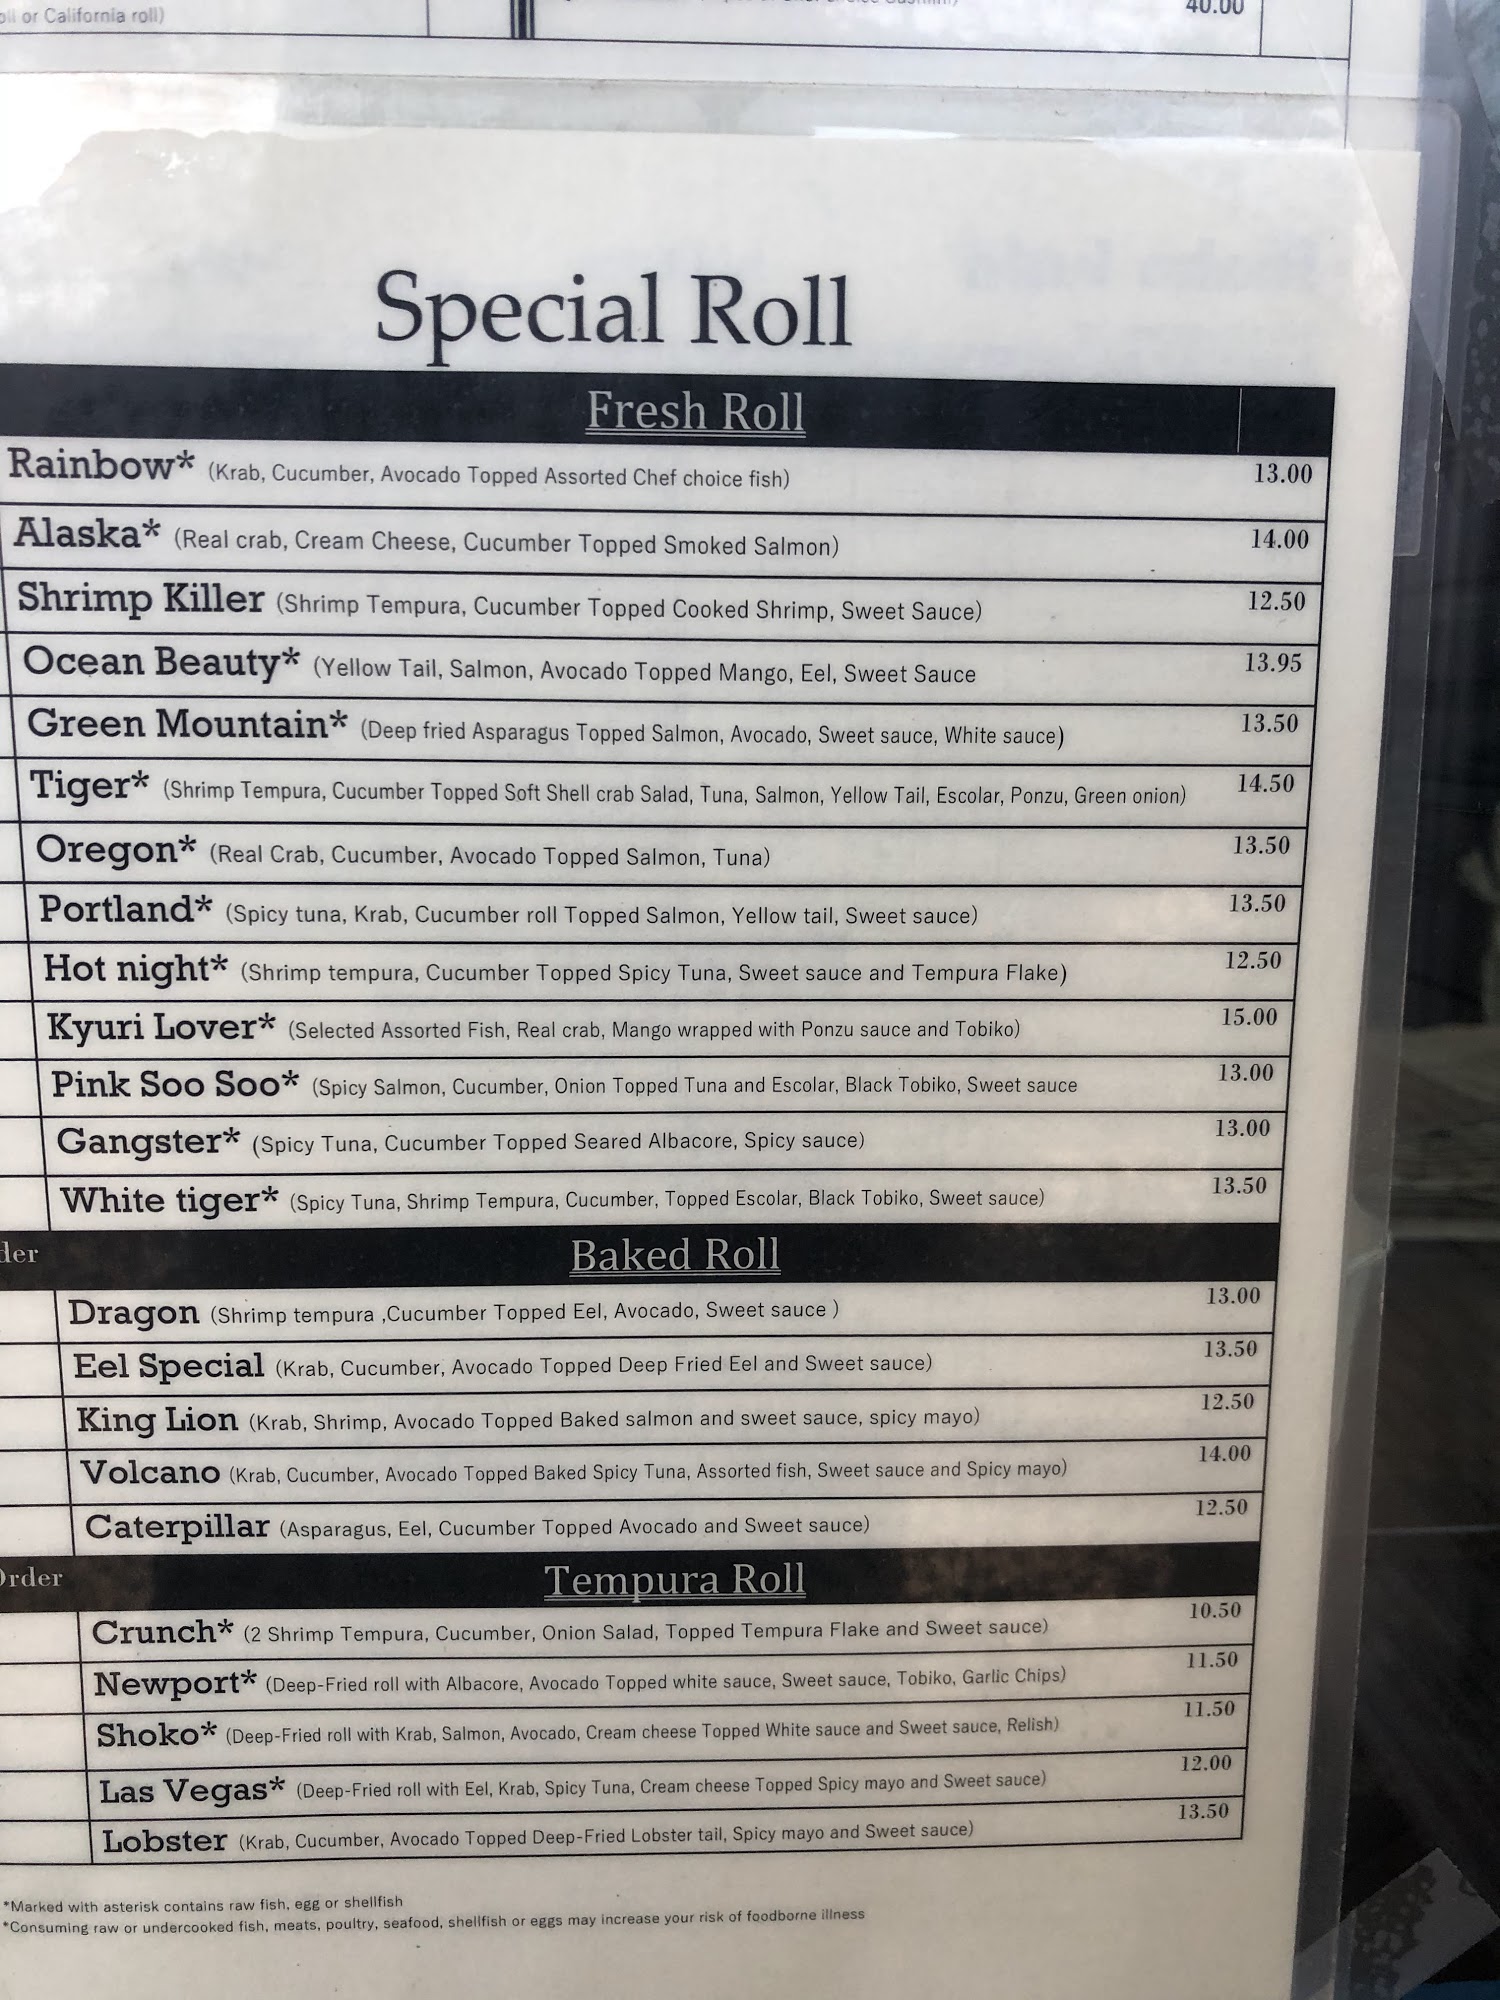 or California roll)
40.00
Special Roll
Fresh Roll
Rainbow* (Krab, Cucumber, Avocado Topped Assorted Chef choice fish) 13.00
Alaska* (Real crab, Cream Cheese, Cucumber Topped Smoked Salmon) 14.00
Shrimp Killer (Shrimp Tempura, Cucumber Topped Cooked Shrimp, Sweet Sauce) 12.50
Ocean Beauty* (Yellow Tail, Salmon, Avocado Topped Mango, Eel, Sweet Sauce 13.95
Green Mountain* (Deep fried Asparagus Topped Salmon, Avocado, Sweet sauce, White sauce) 13.50
Tiger* (Shrimp Tempura, Cucumber Topped Soft Shell crab Salad, Tuna, Salmon, Yellow Tail, Escolar, Ponzu, Green onion) 14.50
Oregon* (Real Crab, Cucumber, Avocado Topped Salmon, Tuna) 13.50
Portland* (Spicy tuna, Krab, Cucumber roll Topped Salmon, Yellow tail, Sweet sauce) 13.50
Hot night* (Shrimp tempura, Cucumber Topped Spicy Tuna, Sweet sauce and Tempura Flake) 12.50
Kyuri Lover* (Selected Assorted Fish, Real crab, Mango wrapped with Ponzu sauce and Tobiko) 15.00
Pink Soo Soo* (Spicy Salmon, Cucumber, Onion Topped Tuna and Escolar, Black Tobiko, Sweet sauce 13.00
Gangster* (Spicy Tuna, Cucumber Topped Seared Albacore, Spicy sauce) 13.00
White tiger* (Spicy Tuna, Shrimp Tempura, Cucumber, Topped Escolar, Black Tobiko, Sweet sauce) 13.50
der Baked Roll
Dragon (Shrimp tempura ,Cucumber Topped Eel, Avocado, Sweet sauce ) 13.00
Eel Special (Krab, Cucumber, Avocado Topped Deep Fried Eel and Sweet sauce) 13.50
King Lion (Krab, Shrimp, Avocado Topped Baked salmon and sweet sauce, spicy mayo) 12.50
Volcano (Krab, Cucumber, Avocado Topped Baked Spicy Tuna, Assorted fish, Sweet sauce and Spicy mayo) 14.00
Caterpillar (Asparagus, Eel, Cucumber Topped Avocado and Sweet sauce) 12.50
Order Tempura Roll
Crunch* (2 Shrimp Tempura, Cucumber, Onion Salad, Topped Tempura Flake and Sweet sauce) 10.50
Newport* (Deep-Fried roll with Albacore, Avocado Topped white sauce, Sweet sauce, Tobiko, Garlic Chips) 11.50
Shoko* (Deep-Fried roll with Krab, Salmon, Avocado, Cream cheese Topped White sauce and Sweet sauce, Relish) 11.50
Las Vegas* (Deep-Fried roll with Eel, Krab, Spicy Tuna, Cream cheese Topped Spicy mayo and Sweet sauce) 12.00
Lobster (Krab, Cucumber, Avocado Topped Deep-Fried Lobster tail, Spicy mayo and Sweet sauce) 13.50
*Marked with asterisk contains raw fish, egg or shellfish
*Consuming raw or undercooked fish, meats, poultry, seafood, shellfish or eggs may increase your risk of foodborne illness